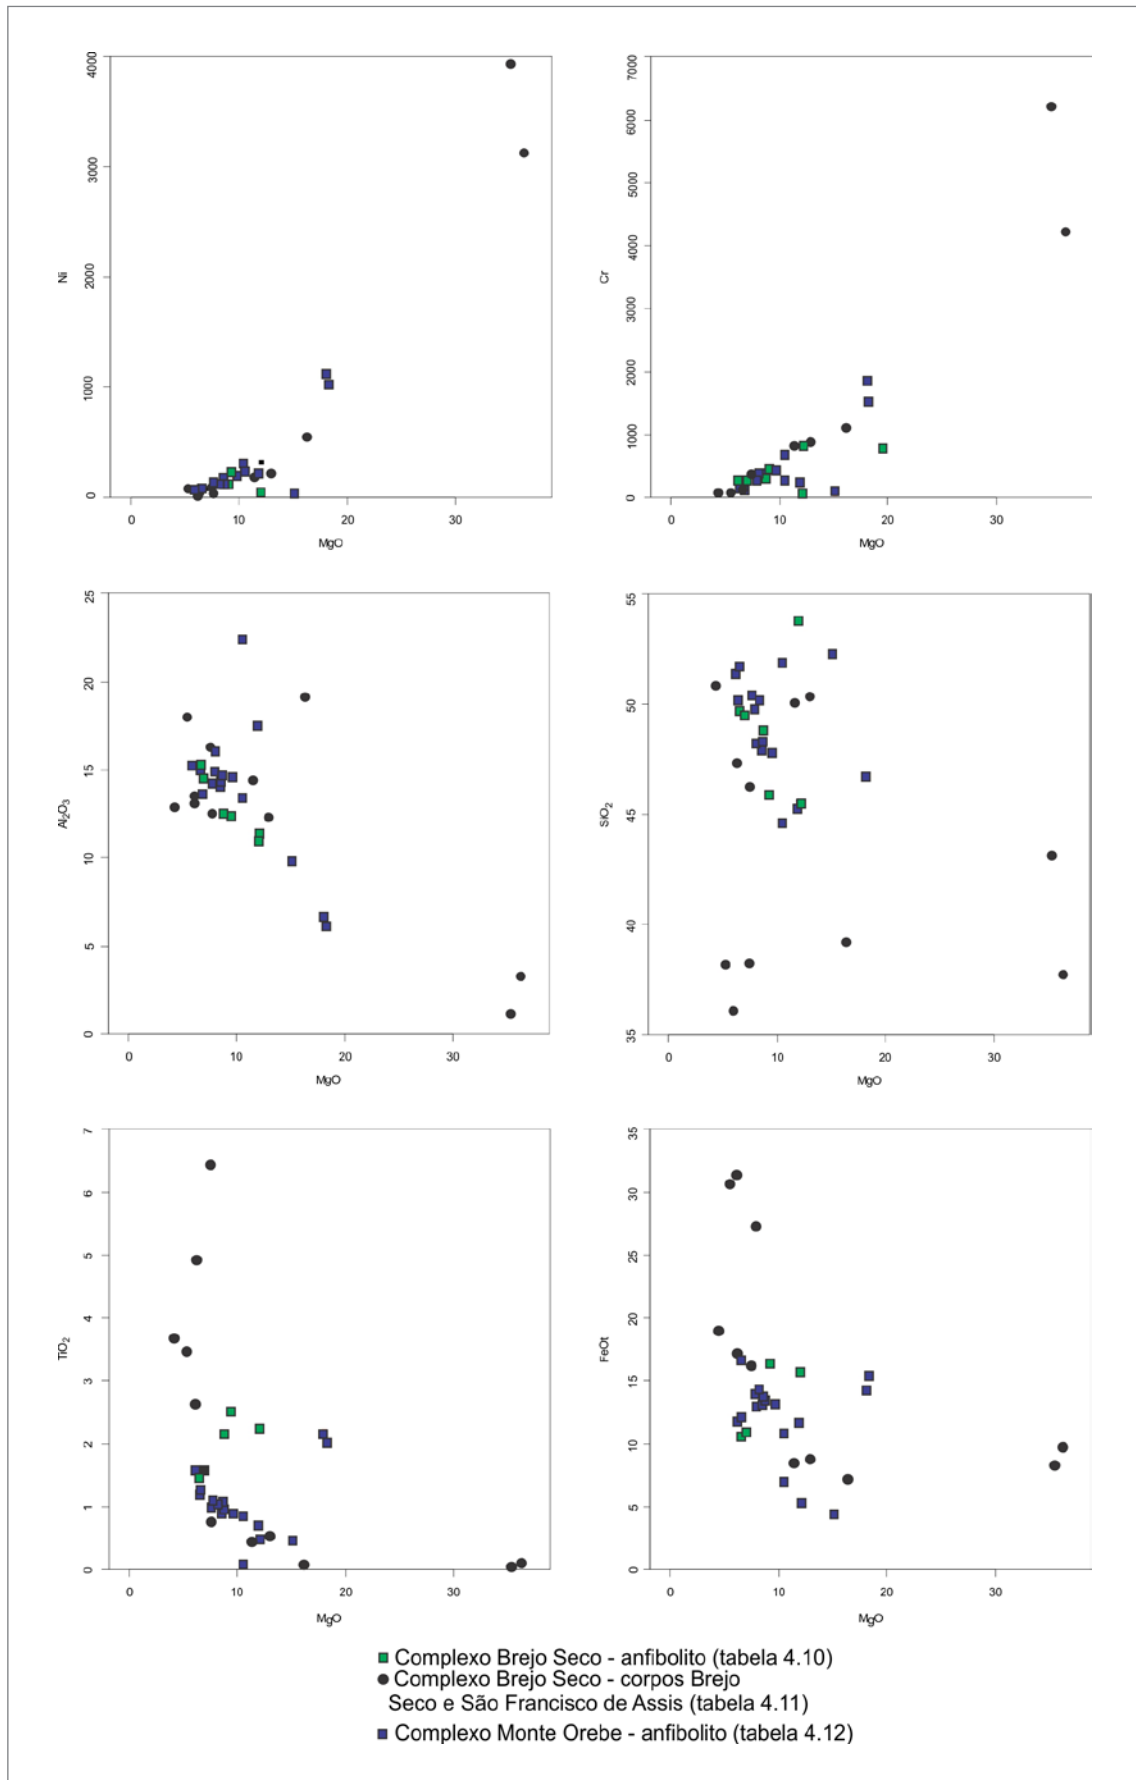 4000
3000
2000
1000
0
Ni
0 10 20 30
MgO
7000
6000
5000
4000
3000
2000
1000
0
Cr
0 10 20 30
MgO
25
20
15
10
5
0
Al₂O₃
0 10 20 30
MgO
55
50
45
40
35
SiO₂
0 10 20 30
MgO
7
6
5
4
3
2
1
0
TiO₂
0 10 20 30
MgO
35
30
25
20
15
10
5
0
FeOt
0 10 20 30
MgO
Complexo Brejo Seco - anfibolito (tabela 4.10)
Complexo Brejo Seco - corpos Brejo
Seco e São Francisco de Assis (tabela 4.11)
Complexo Monte Orebe - anfibolito (tabela 4.12)